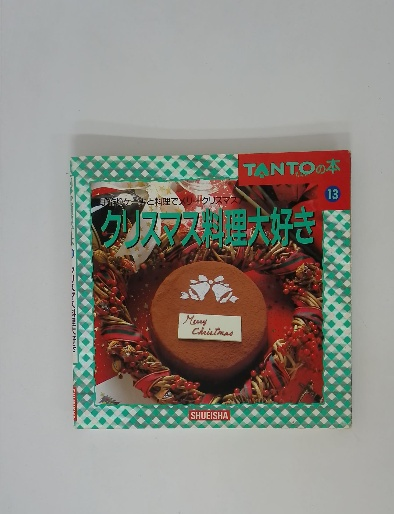 TANTOの本
13
手作りケーキと料理でメリークリスマス
クリスマス料理大好き
Merry
Christmas
SHUEISHA